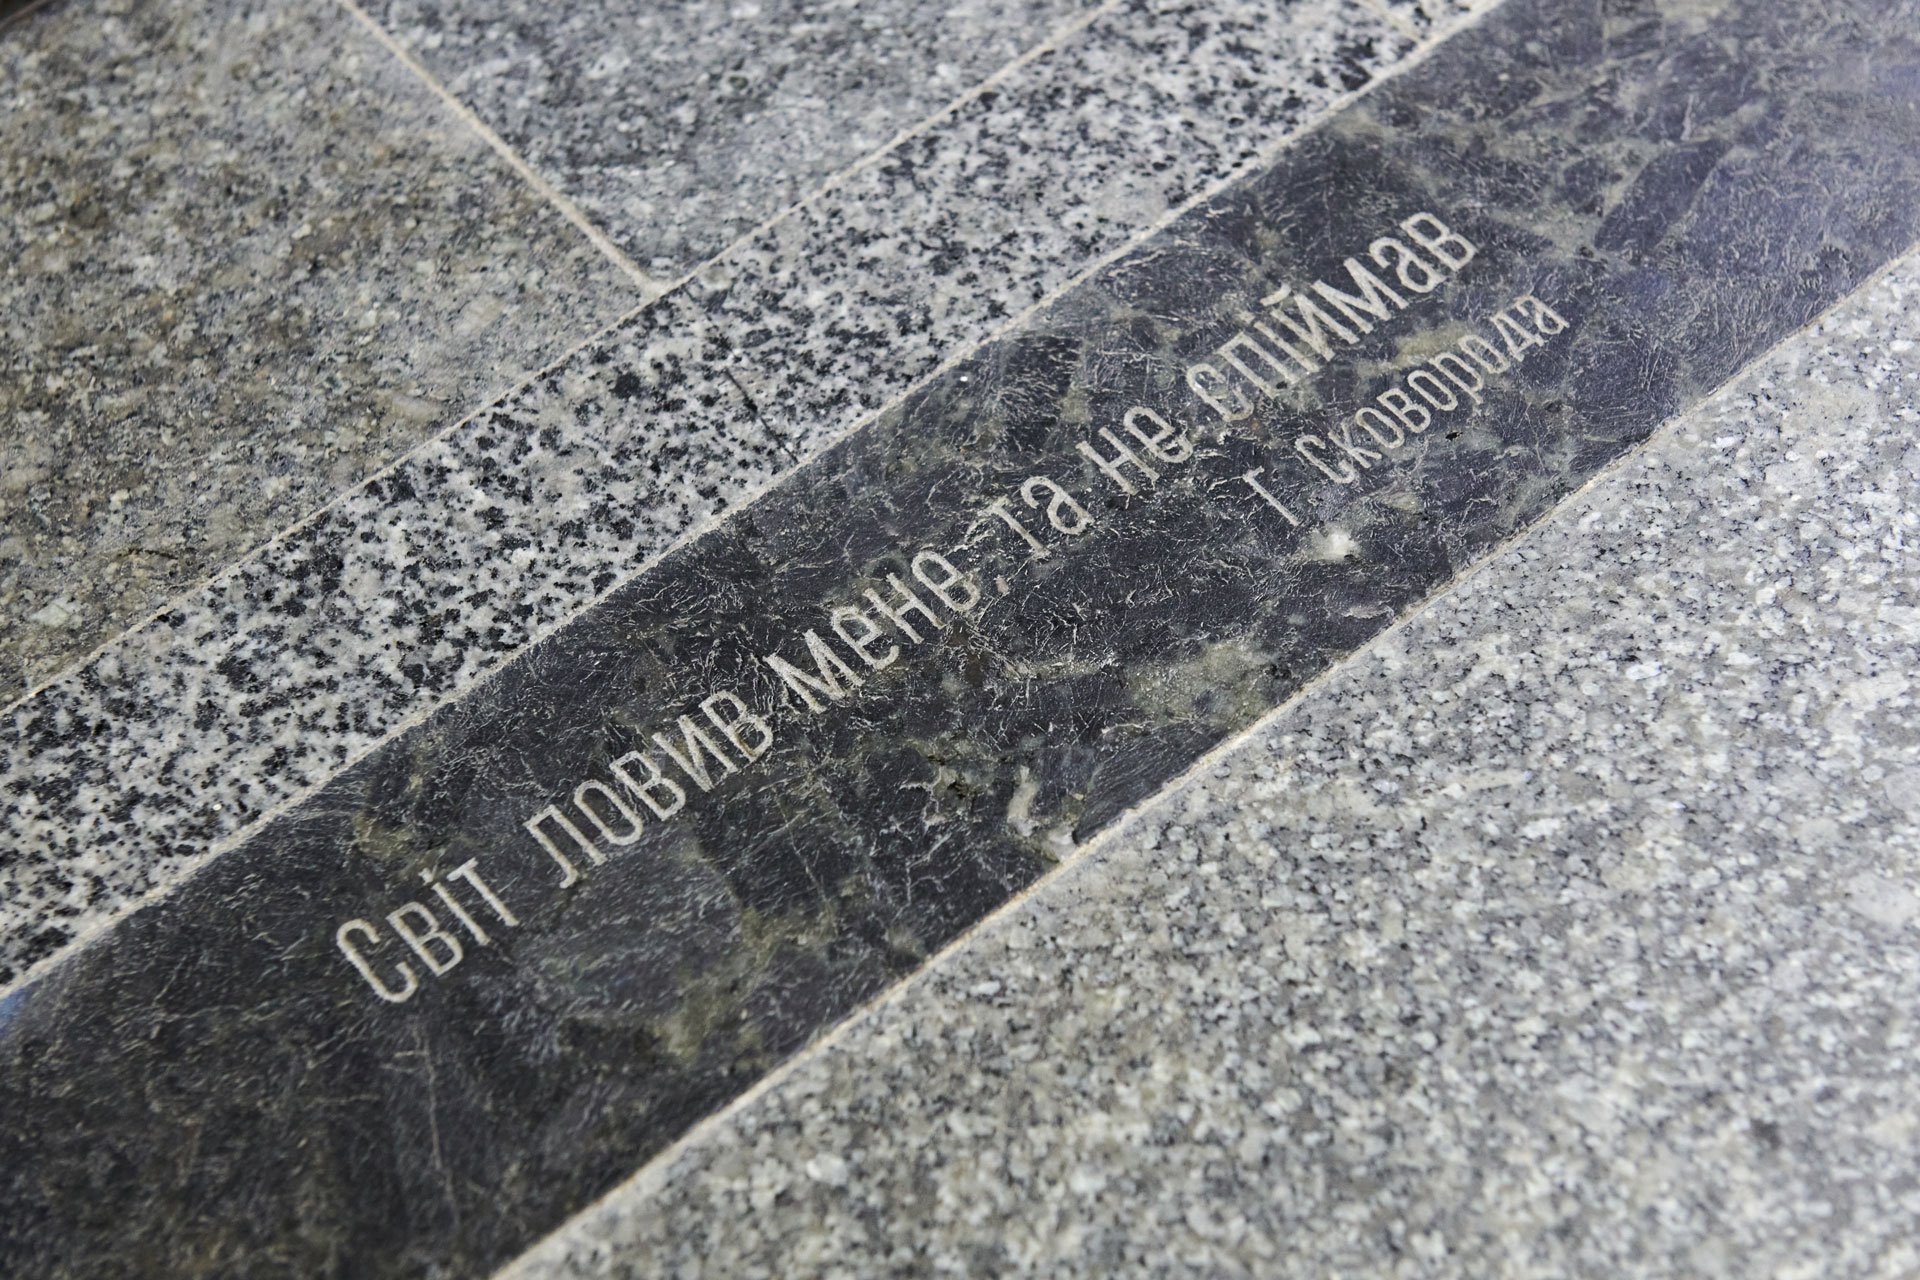 Світ ловив мене, та не спіймав
Г Сковорода